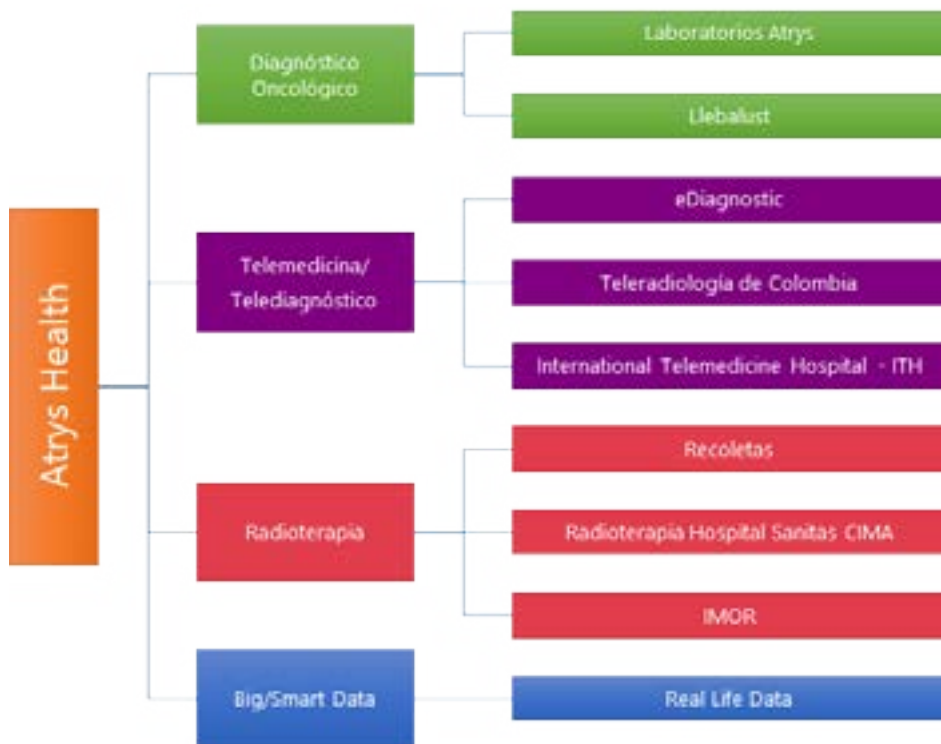 Atrys Health
Diagnóstico
Oncológico
Laboratorios Atrys
Llebalust
Telemedicina/
Telediagnóstico
eDiagnostic
Teleradiología de Colombia
International Telemedicine Hospital - ITH
Radioterapia
Recoletas
Radioterapia Hospital Sanitas CIMA
IMOR
Big/Smart Data
Real Life Data